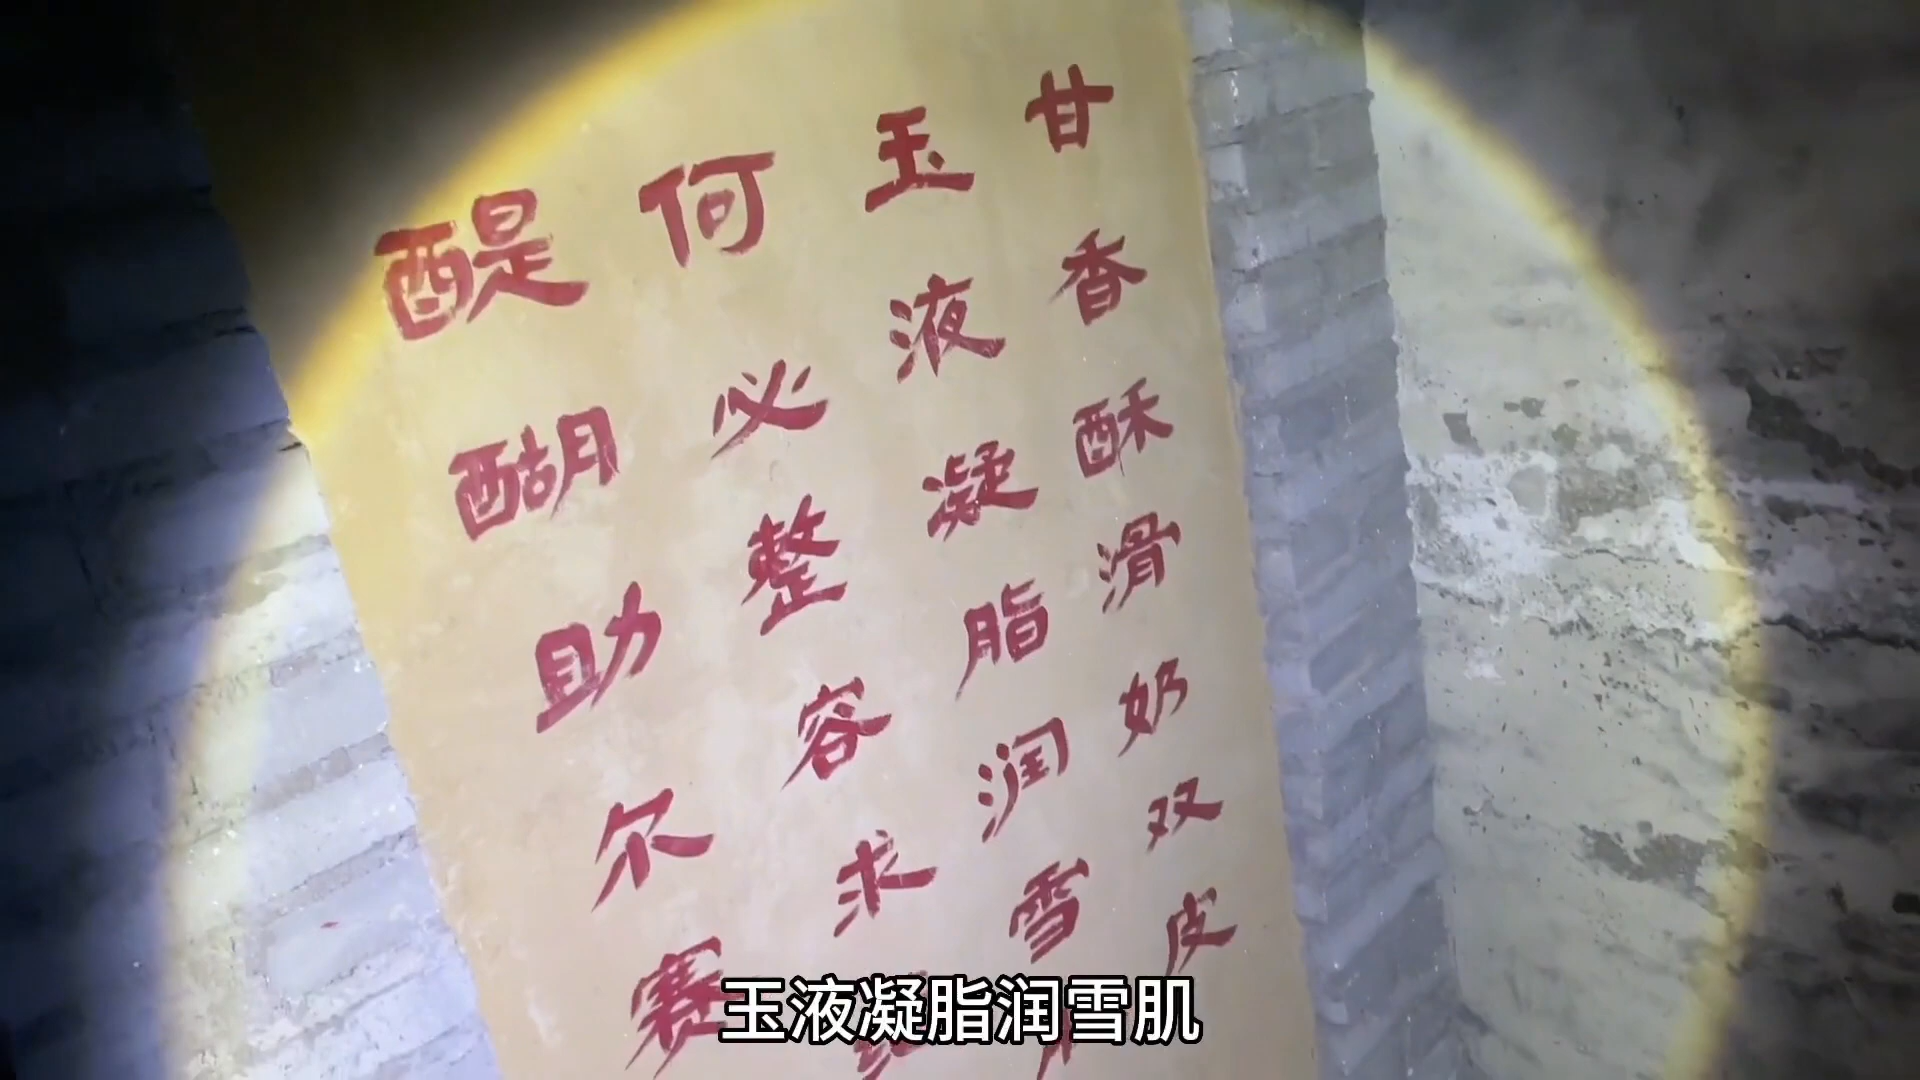 甘香酥滑奶双皮
玉液凝脂润雪
何必整容求
醍醐助尔赛
玉液凝脂润雪肌